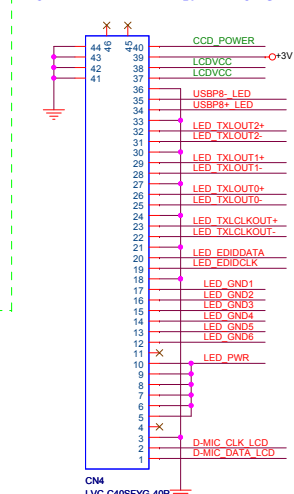 46
45
44
43
42
41
40 CCD_POWER
39 +3V
38 LCDVCC
37 LCDVCC
36
35 USBP8-_LED
34 USBP8+_LED
33
32 LED_TXLOUT2+
31 LED_TXLOUT2-
30
29 LED_TXLOUT1+
28 LED_TXLOUT1-
27
26 LED_TXLOUT0+
25 LED_TXLOUT0-
24
23 LED_TXLCLKOUT+
22 LED_TXLCLKOUT-
21
20 LED_EDIDDATA
19 LED_EDIDCLK
18
17 LED_GND1
16 LED_GND2
15 LED_GND3
14 LED_GND4
13 LED_GND5
12 LED_GND6
11
10 LED_PWR
9
8
7
6
5
4
3
2 D-MIC_CLK_LCD
1 D-MIC_DATA_LCD
CN4